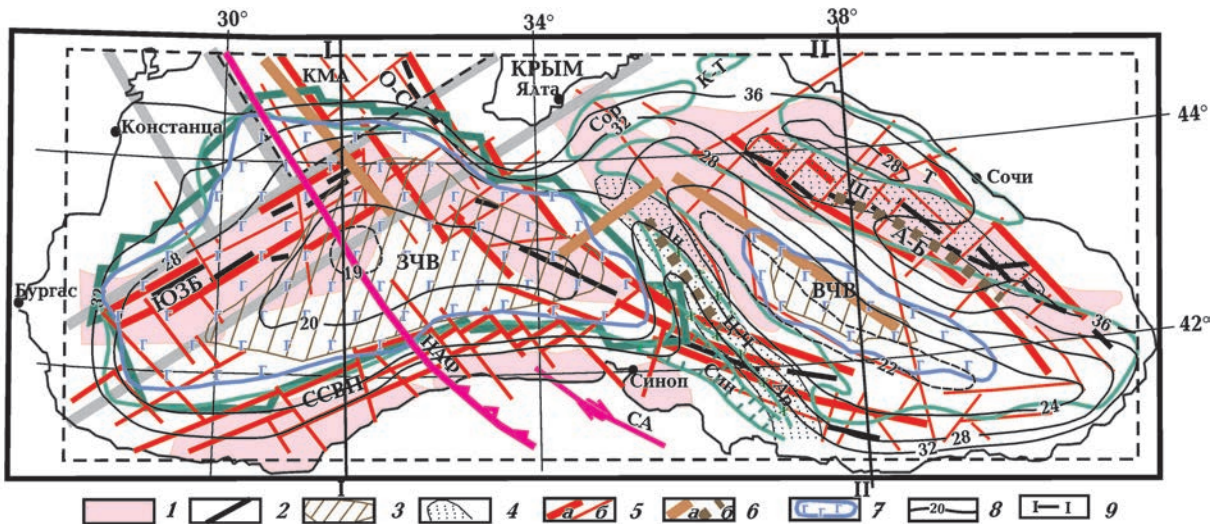 30° 34° 38°
I II
КМА О-С КРЫМ К-Т
Ялта
Сор 36
Констанца 32 44°
28 28
Ш Т Сочи
28 Ан
19 ЗЧВ А-Б
ЮЗБ ВЧВ
Бургас 32 20 36 42°
22
НАФ Син
ССВП Синоп 24
СА 28
32
I II
1 2 3 4 а б 5 а б 6 г г г 7 20 8 I I 9